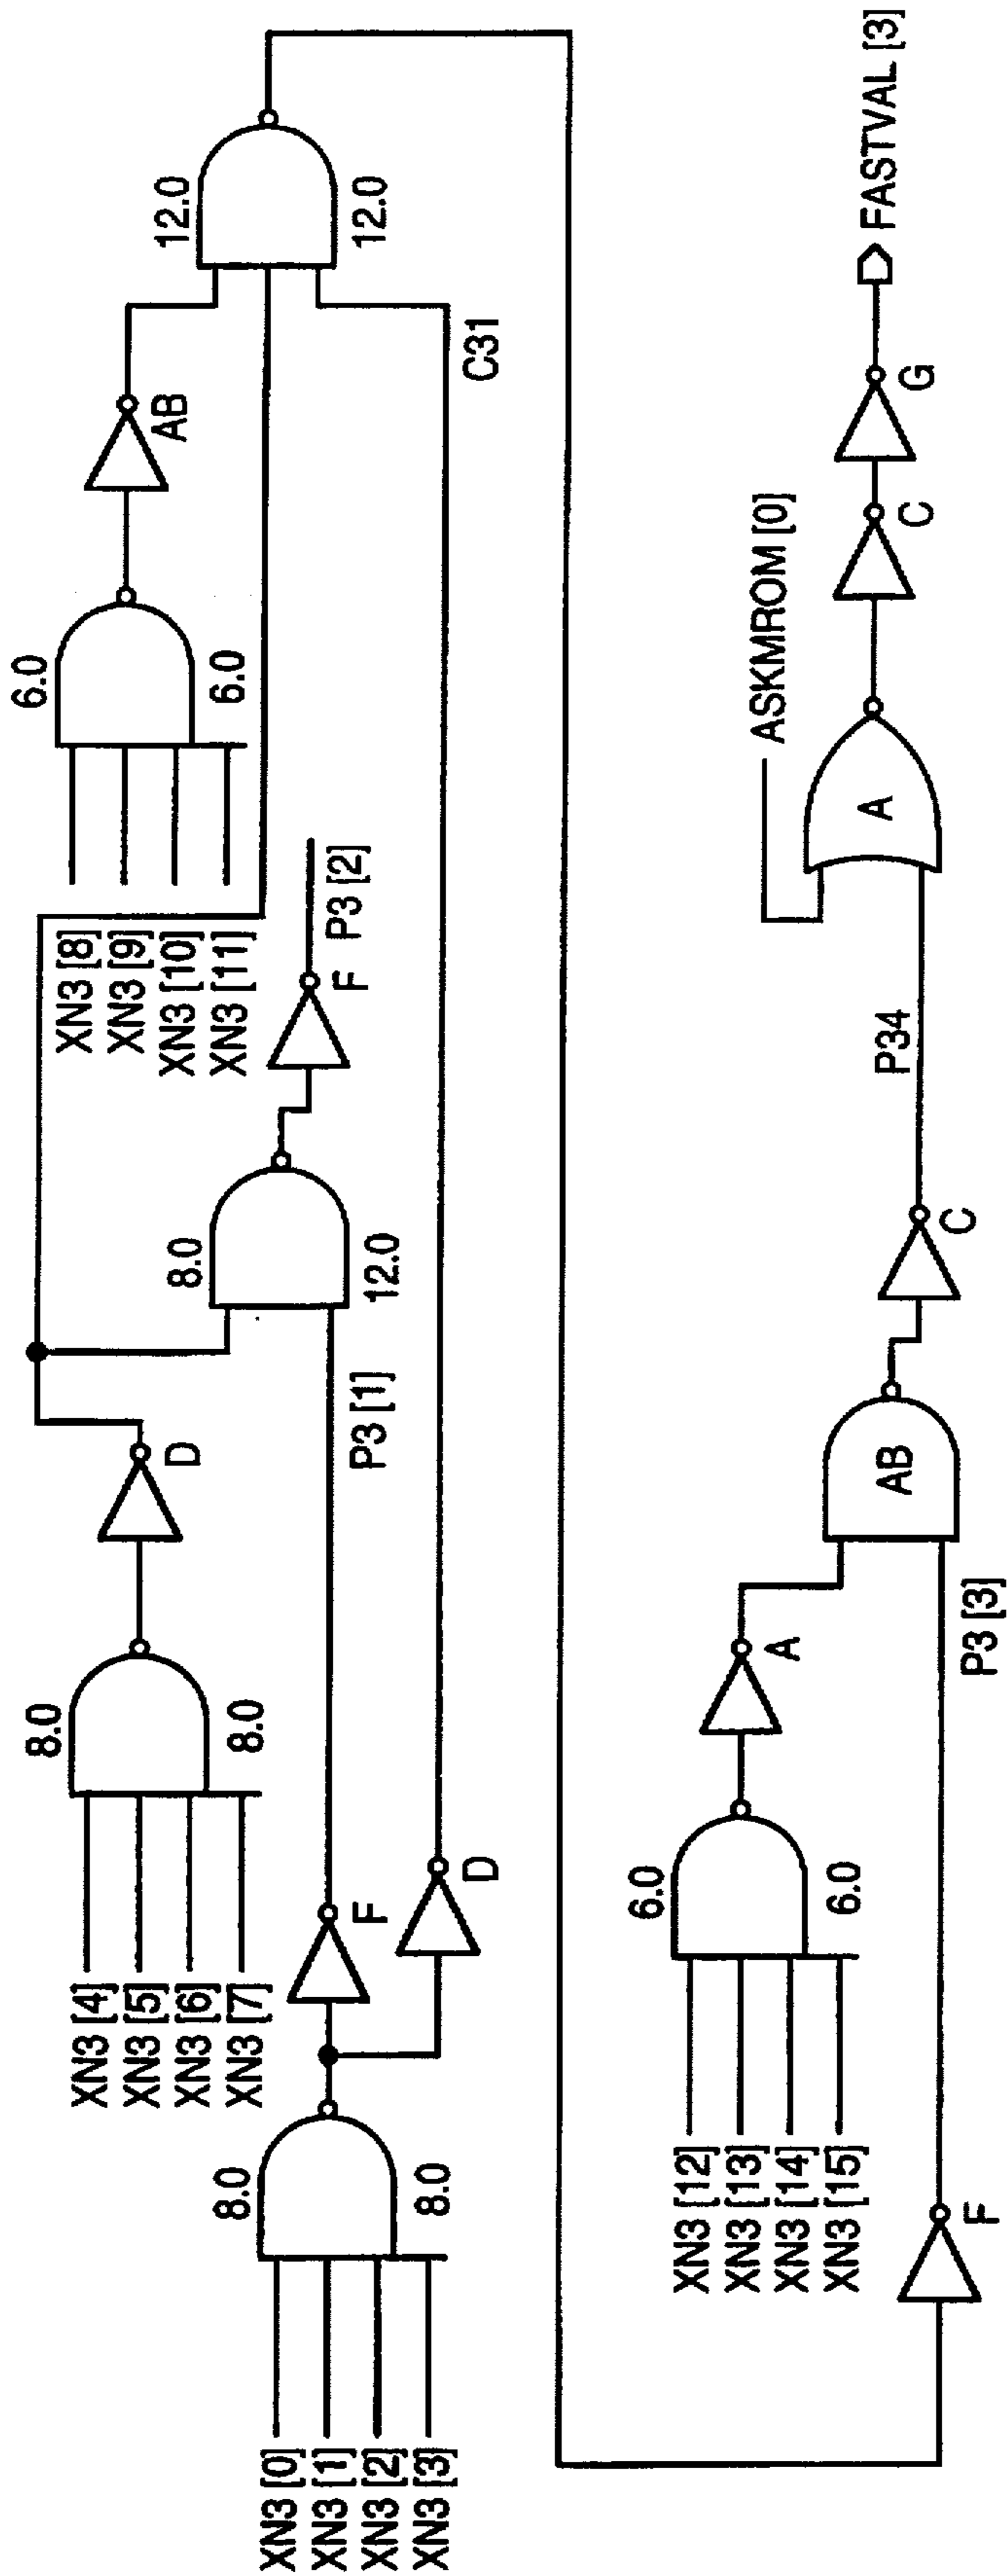 XN3 [0]
XN3 [1]
XN3 [2]
XN3 [3]
8.0
8.0
F
D
XN3 [4]
XN3 [5]
XN3 [6]
XN3 [7]
8.0
8.0
D
P3 [1]
8.0
12.0
F
P3 [2]
XN3 [8]
XN3 [9]
XN3 [10]
XN3 [11]
6.0
6.0
AB
C31
12.0
12.0
F
XN3 [12]
XN3 [13]
XN3 [14]
XN3 [15]
6.0
6.0
A
P3 [3]
AB
C
P34
A
ASKMROM [0]
C
G
FASTVAL [3]